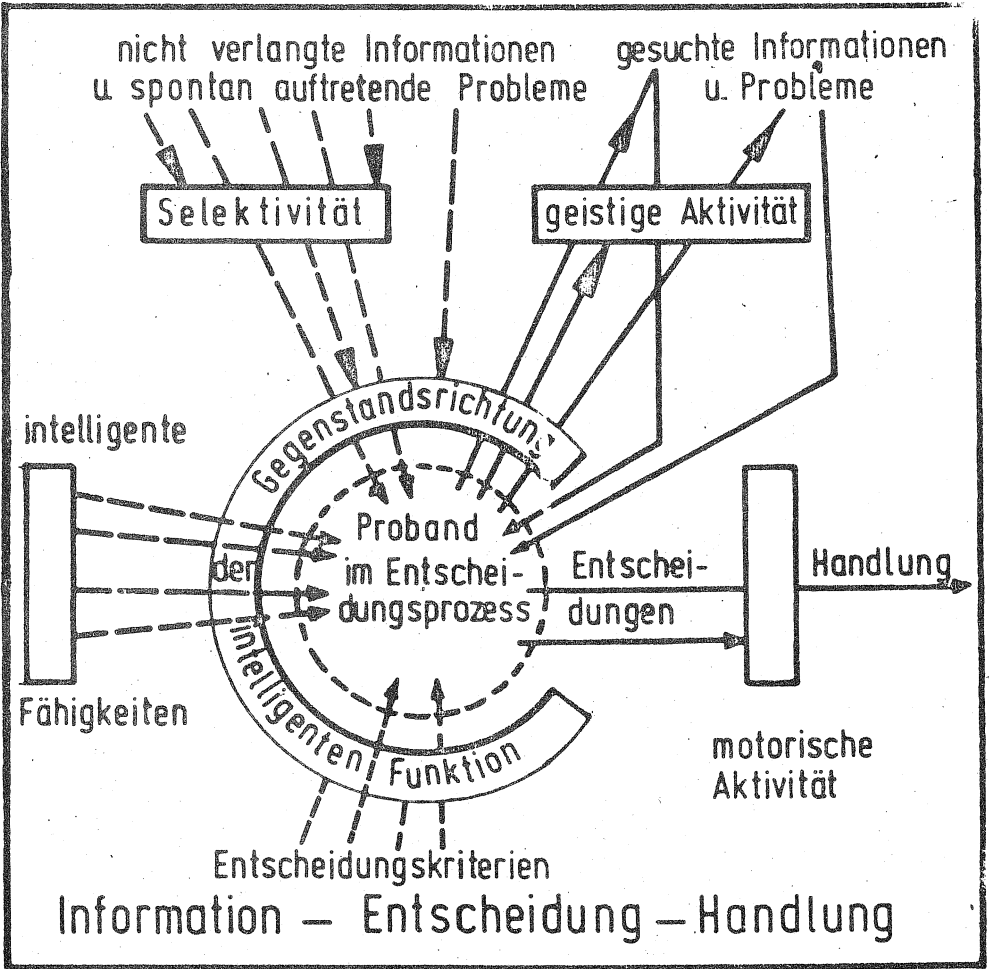 nicht verlangte Informationen
u. spontan auftretende Probleme
gesuchte Informationen
u. Probleme
Selektivität
geistige Aktivität
Gegenstandsrichtung
der
intelligenten Funktion
intelligente
Fähigkeiten
Proband
im Entschei-
dungsprozess
Entschei-
dungen
Handlung
motorische
Aktivität
Entscheidungskriterien
Information – Entscheidung – Handlung